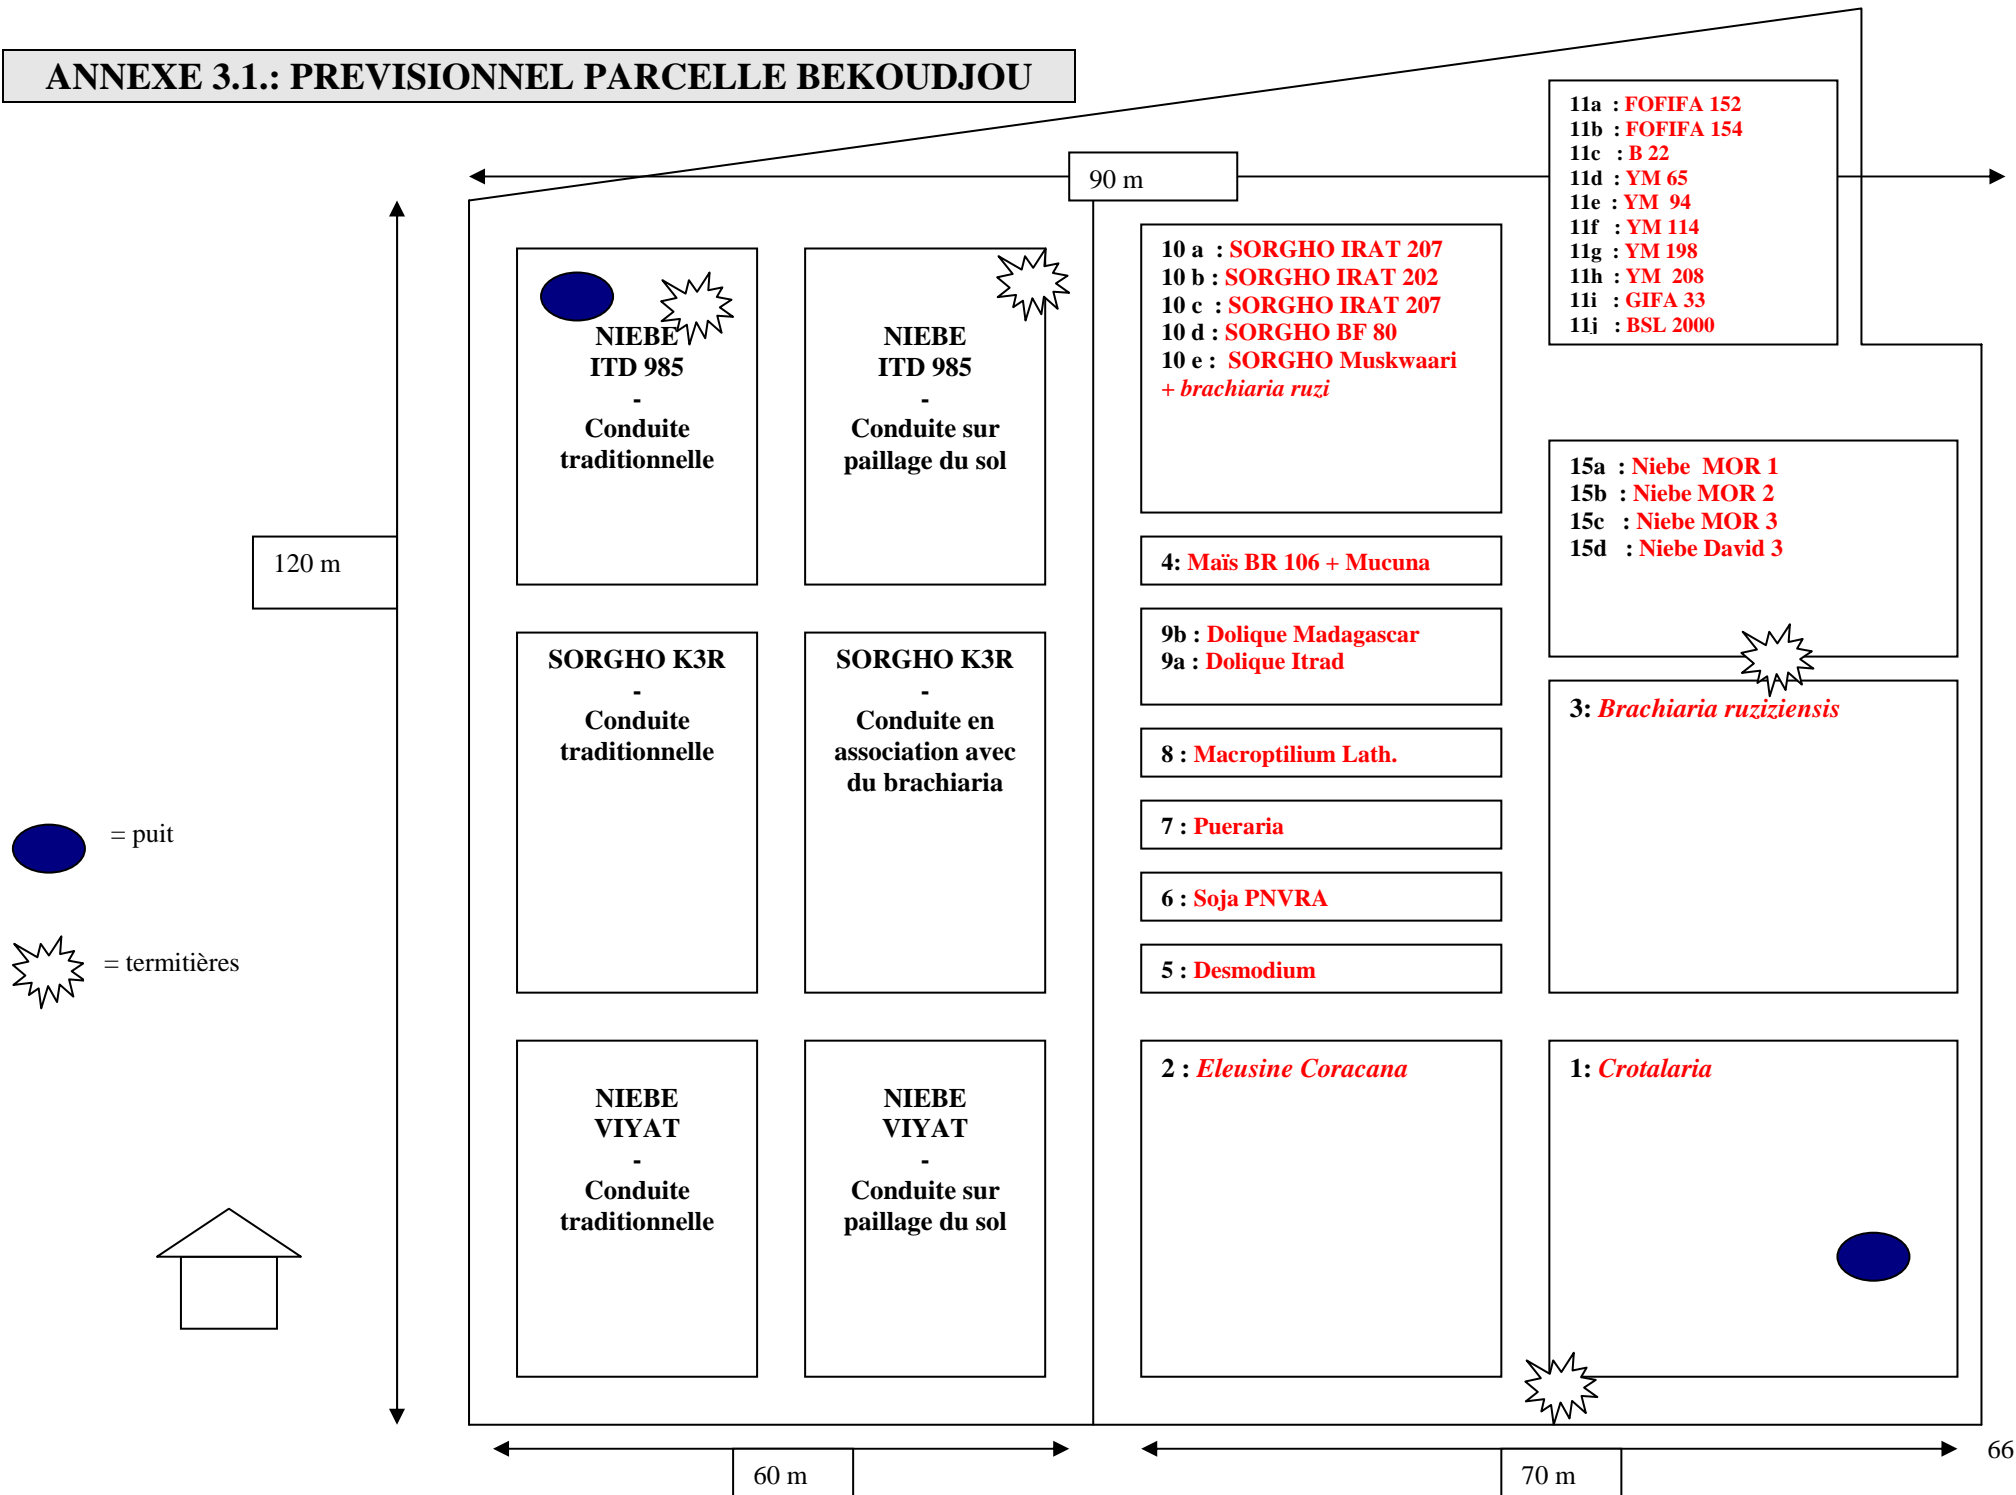 ANNEXE 3.1.: PREVISIONNEL PARCELLE BEKOUDJOU
90 m
120 m
NIEBE
ITD 985
-
Conduite
traditionnelle
NIEBE
ITD 985
-
Conduite sur
paillage du sol
SORGHO K3R
-
Conduite
traditionnelle
SORGHO K3R
-
Conduite en
association avec
du brachiaria
NIEBE
VIYAT
-
Conduite
traditionnelle
NIEBE
VIYAT
-
Conduite sur
paillage du sol
10 a : SORGHO IRAT 207
10 b : SORGHO IRAT 202
10 c : SORGHO IRAT 207
10 d : SORGHO BF 80
10 e : SORGHO Muskwaari
+ brachiaria ruzi
4: Maïs BR 106 + Mucuna
9b : Dolique Madagascar
9a : Dolique Itrad
8 : Macroptilium Lath.
7 : Pueraria
6 : Soja PNVRA
5 : Desmodium
2 : Eleusine Coracana
11a : FOFIFA 152
11b : FOFIFA 154
11c : B 22
11d : YM 65
11e : YM 94
11f : YM 114
11g : YM 198
11h : YM 208
11i : GIFA 33
11j : BSL 2000
15a : Niebe MOR 1
15b : Niebe MOR 2
15c : Niebe MOR 3
15d : Niebe David 3
3: Brachiaria ruziziensis
1: Crotalaria
= puit
= termitières
60 m
70 m
66